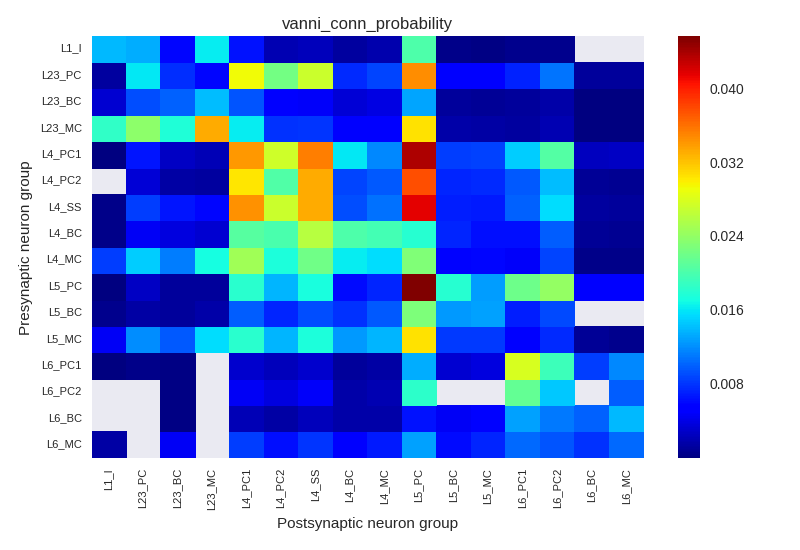 vanni_conn_probability
Presynaptic neuron group
L1_I
L23_PC
L23_BC
L23_MC
L4_PC1
L4_PC2
L4_SS
L4_BC
L4_MC
L5_PC
L5_BC
L5_MC
L6_PC1
L6_PC2
L6_BC
L6_MC
0.040
0.032
0.024
0.016
0.008
L1_I
L23_PC
L23_BC
L23_MC
L4_PC1
L4_PC2
L4_SS
L4_BC
L4_MC
L5_PC
L5_BC
L5_MC
L6_PC1
L6_PC2
L6_BC
L6_MC
Postsynaptic neuron group